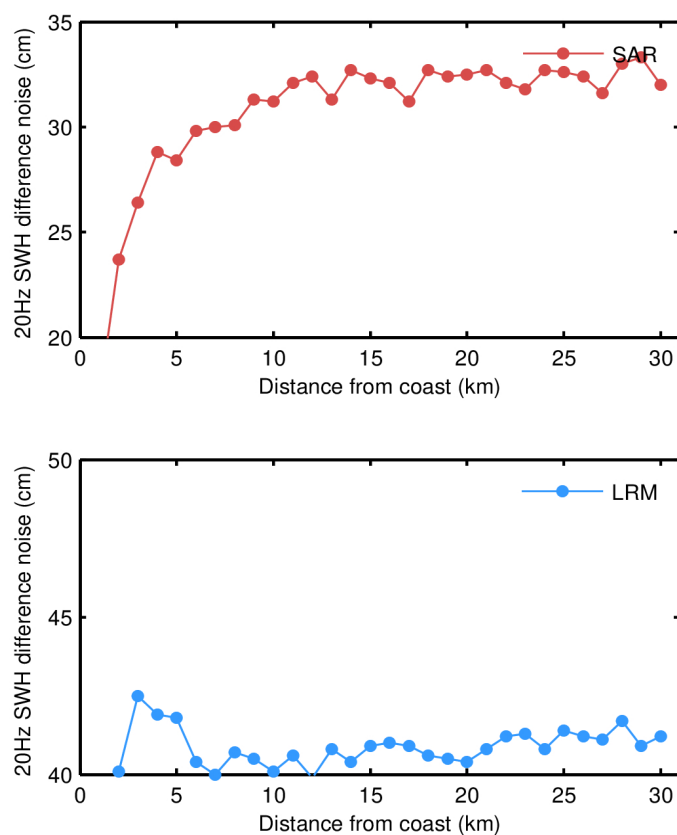 35
30
25
20
20Hz SWH difference noise (cm)
SAR
0 5 10 15 20 25 30
Distance from coast (km)
50
45
40
20Hz SWH difference noise (cm)
LRM
0 5 10 15 20 25 30
Distance from coast (km)